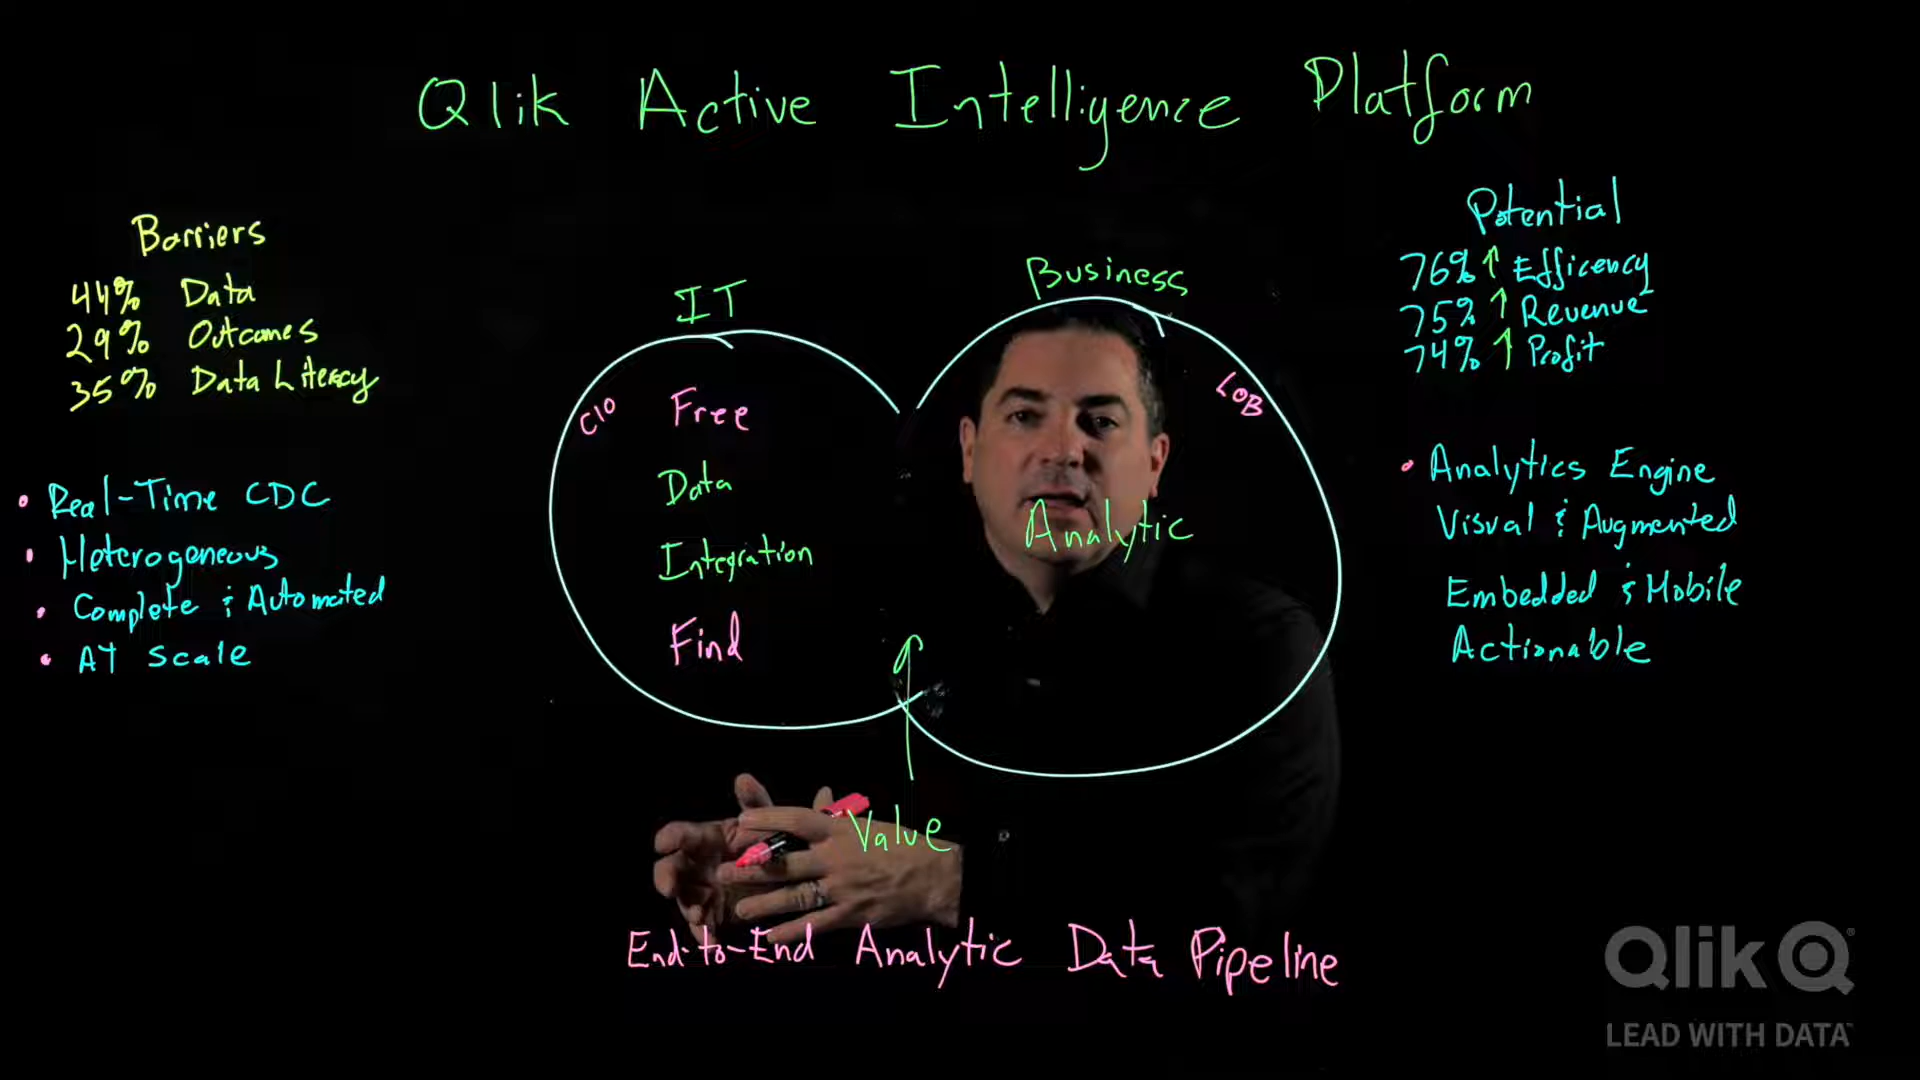 Qlik Active Intelligence Platform
Barriers
44% Data
29% Outcomes
35% Data Literacy
• Real-Time CDC
• Heterogeneous
• Complete & Automated
• AT Scale
IT
CIO
Free
Data
Integration
Find
Business
LOB
Analytic
Value
End-to-End Analytic Data Pipeline
Potential
76% ↑ Efficency
75% ↑ Revenue
74% ↑ Profit
• Analytics Engine
Visual & Augmented
Embedded & Mobile
Actionable
Qlik
LEAD WITH DATA